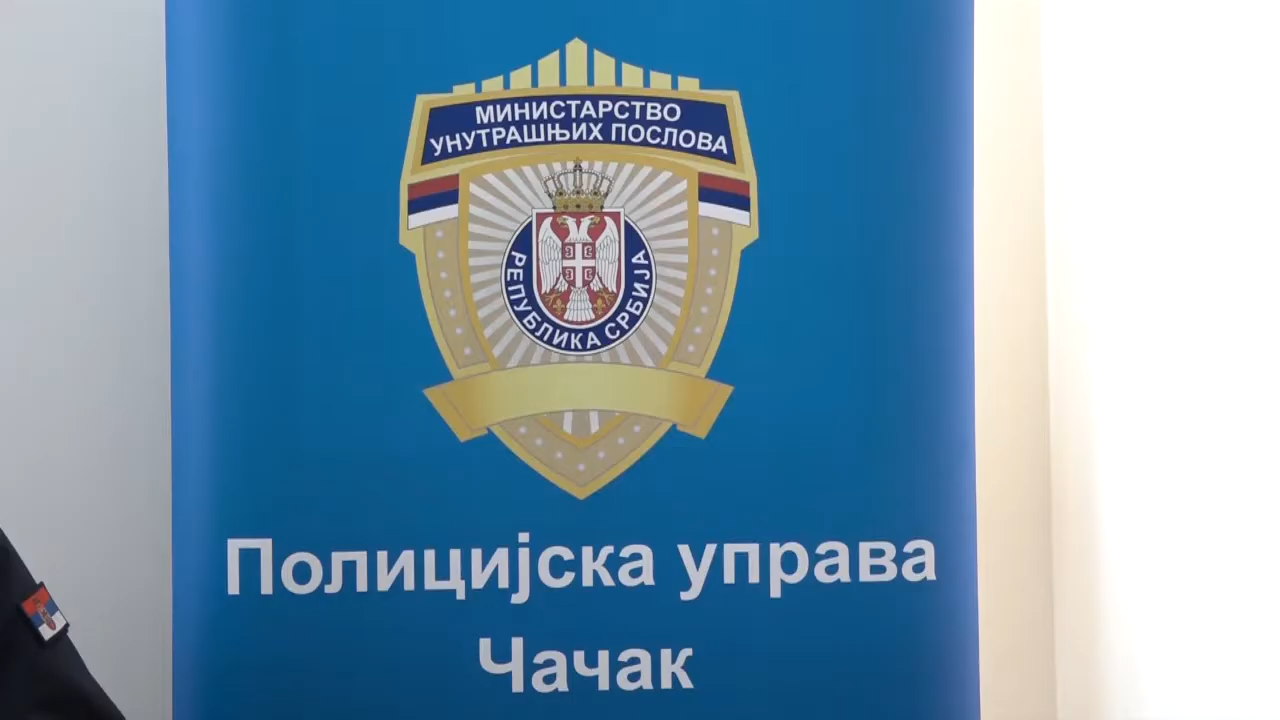 МИНИСТАРСТВО
УНУТРАШЊИХ ПОСЛОВА
РЕПУБЛИКА СРБИЈА
Полицијска управа
Чачак